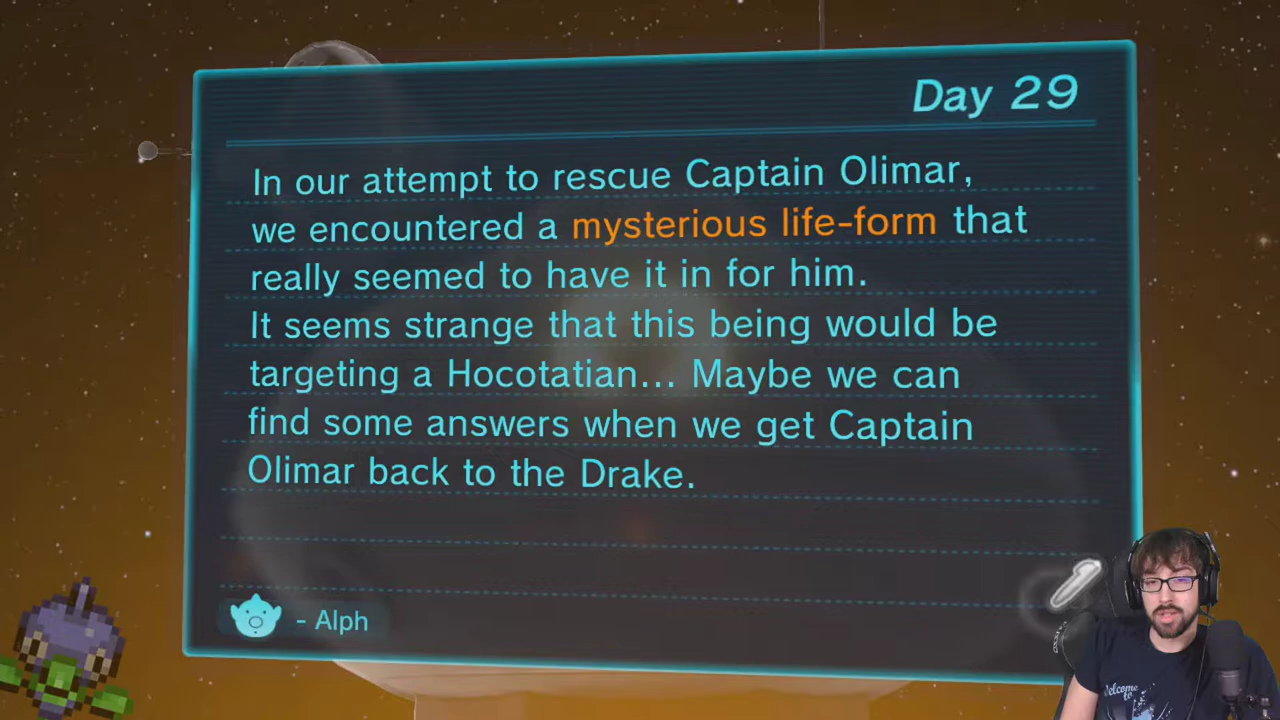 Day 29
In our attempt to rescue Captain Olimar,
we encountered a mysterious life-form that
really seemed to have it in for him.
It seems strange that this being would be
targeting a Hocotatian... Maybe we can
find some answers when we get Captain
Olimar back to the Drake.
- Alph
Welcome
to